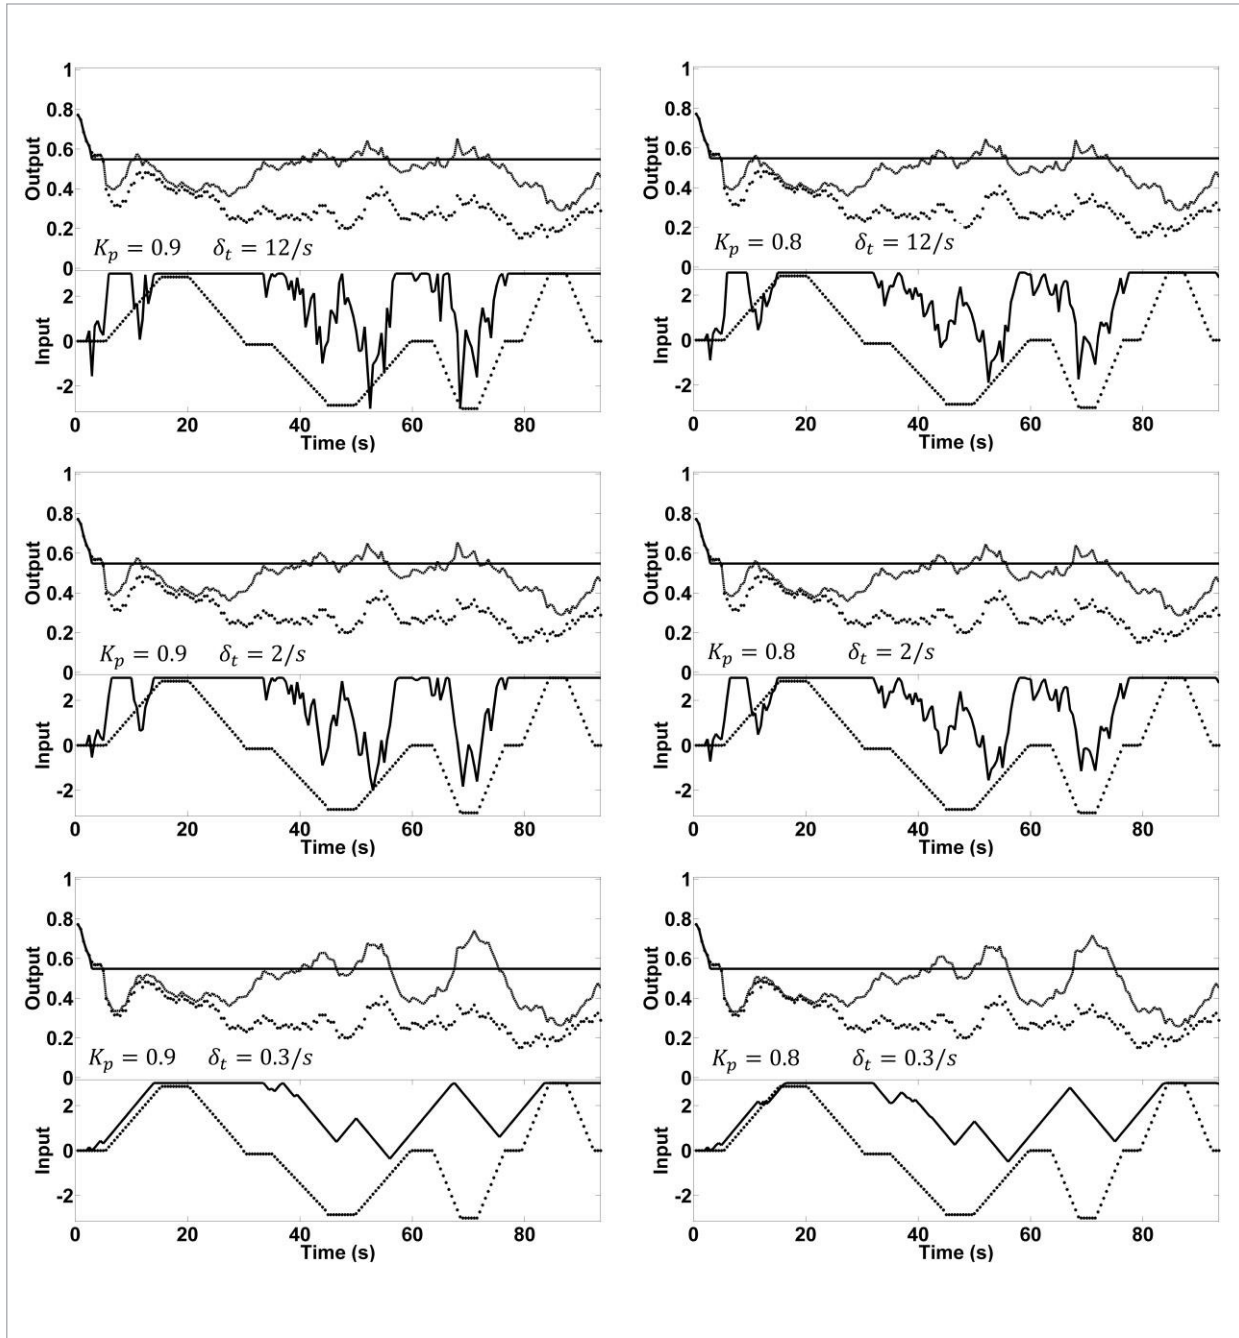 1
0.8
0.6
0.4
0.2
0
Output
K_p = 0.9 δ_t = 12/s
2
0
-2
Input
0 20 40 60 80
Time (s)
1
0.8
0.6
0.4
0.2
0
Output
K_p = 0.8 δ_t = 12/s
2
0
-2
Input
0 20 40 60 80
Time (s)
1
0.8
0.6
0.4
0.2
0
Output
K_p = 0.9 δ_t = 2/s
2
0
-2
Input
0 20 40 60 80
Time (s)
1
0.8
0.6
0.4
0.2
0
Output
K_p = 0.8 δ_t = 2/s
2
0
-2
Input
0 20 40 60 80
Time (s)
1
0.8
0.6
0.4
0.2
0
Output
K_p = 0.9 δ_t = 0.3/s
2
0
-2
Input
0 20 40 60 80
Time (s)
1
0.8
0.6
0.4
0.2
0
Output
K_p = 0.8 δ_t = 0.3/s
2
0
-2
Input
0 20 40 60 80
Time (s)